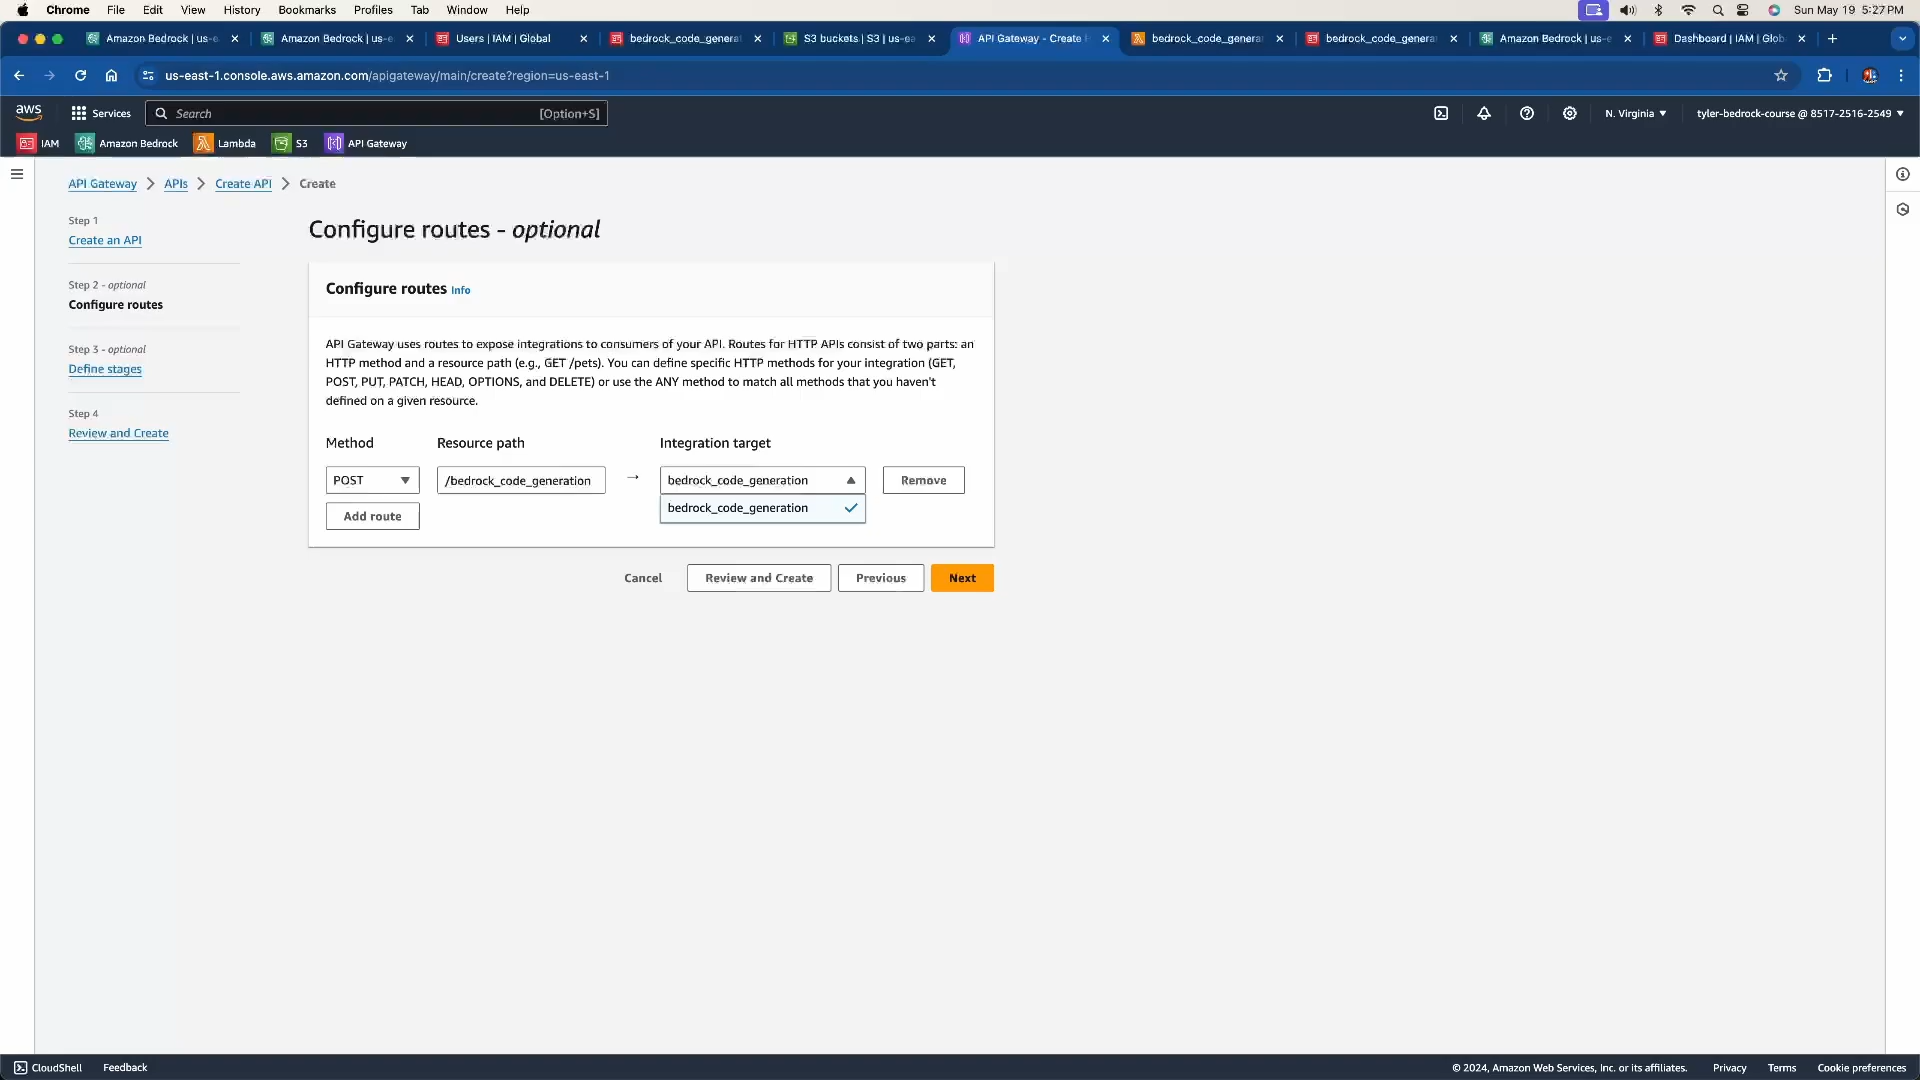 Chrome File Edit View History Bookmarks Profiles Tab Window Help Sun May 19 5:27 PM
Amazon Bedrock | us-e Amazon Bedrock | us-e Users | IAM | Global bedrock_code_generat S3 buckets | S3 | us-ea API Gateway - Create bedrock_code_genera bedrock_code_genera Amazon Bedrock | us-e Dashboard | IAM | Glob
us-east-1.console.aws.amazon.com/apigateway/main/create?region=us-east-1
aws Services Search [Option+S] N. Virginia tyler-bedrock-course @ 8517-2516-2549
IAM Amazon Bedrock Lambda S3 API Gateway
API Gateway APIs Create API Create
Step 1
Create an API
Step 2 - optional
Configure routes
Step 3 - optional
Define stages
Step 4
Review and Create
Configure routes - optional
Configure routes Info
API Gateway uses routes to expose integrations to consumers of your API. Routes for HTTP APIs consist of two parts: an
HTTP method and a resource path (e.g., GET /pets). You can define specific HTTP methods for your integration (GET,
POST, PUT, PATCH, HEAD, OPTIONS, and DELETE) or use the ANY method to match all methods that you haven't
defined on a given resource.
Method Resource path Integration target
POST /bedrock_code_generation → bedrock_code_generation Remove
bedrock_code_generation
Add route
Cancel Review and Create Previous Next
CloudShell Feedback © 2024, Amazon Web Services, Inc. or its affiliates. Privacy Terms Cookie preferences